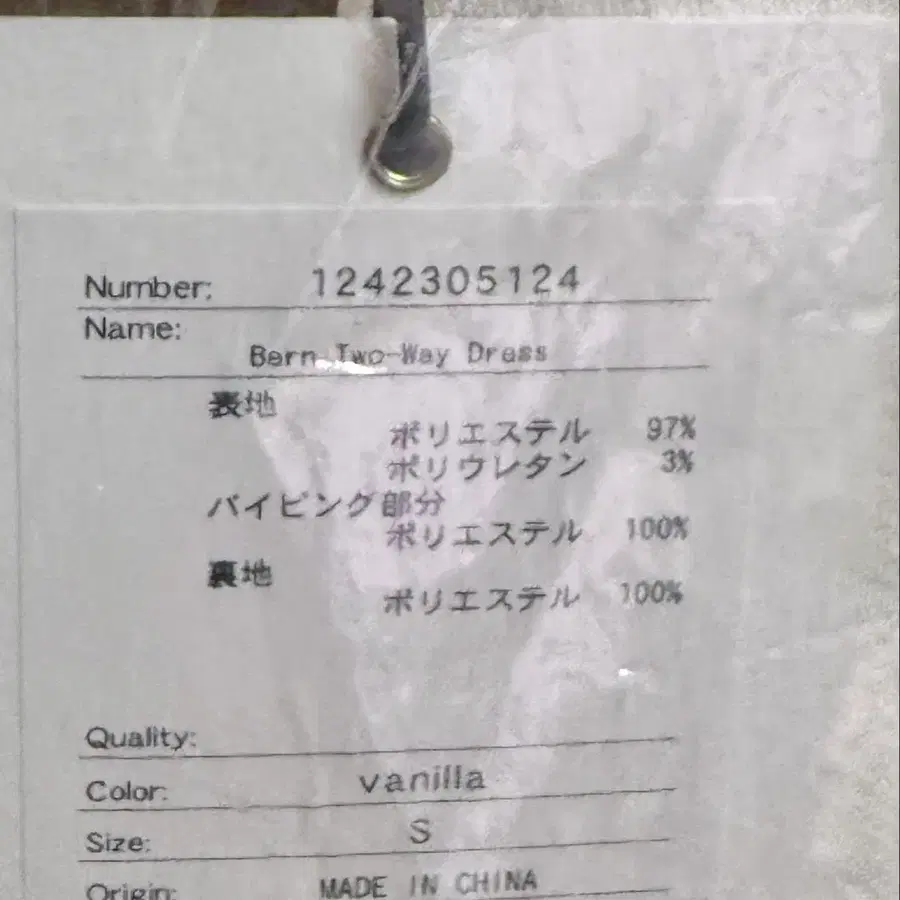 Number: 1242305124
Name:
Bern Two-Way Dress
表地
ポリエステル 97%
ポリウレタン 3%
パイピング部分
ポリエステル 100%
裏地
ポリエステル 100%
Quality:
Color: vanilla
Size: S
Origin: MADE IN CHINA